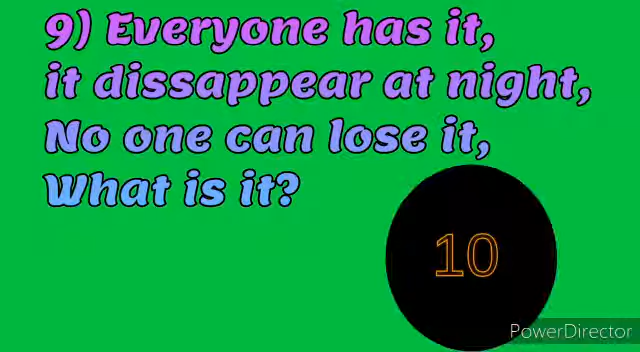 9) Everyone has it,
it dissappear at night,
No one can lose it,
What is it?
10
PowerDirector